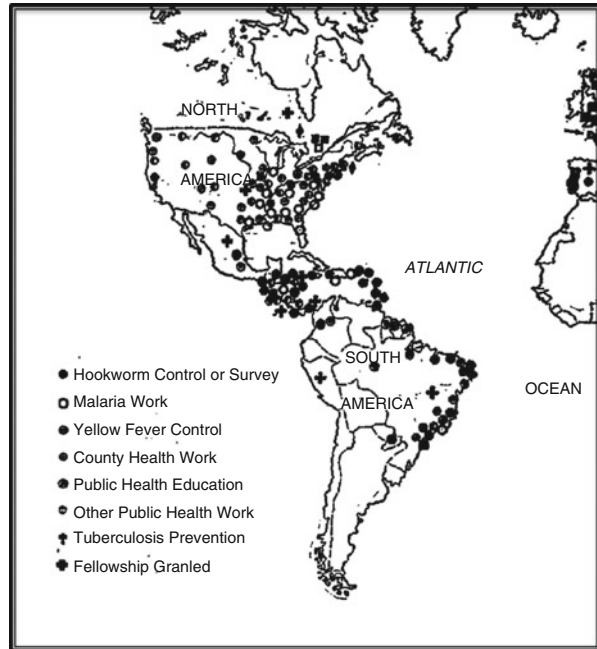 NORTH
AMERICA
ATLANTIC
SOUTH
AMERICA
OCEAN
Hookworm Control or Survey
Malaria Work
Yellow Fever Control
County Health Work
Public Health Education
Other Public Health Work
Tuberculosis Prevention
Fellowship Granled